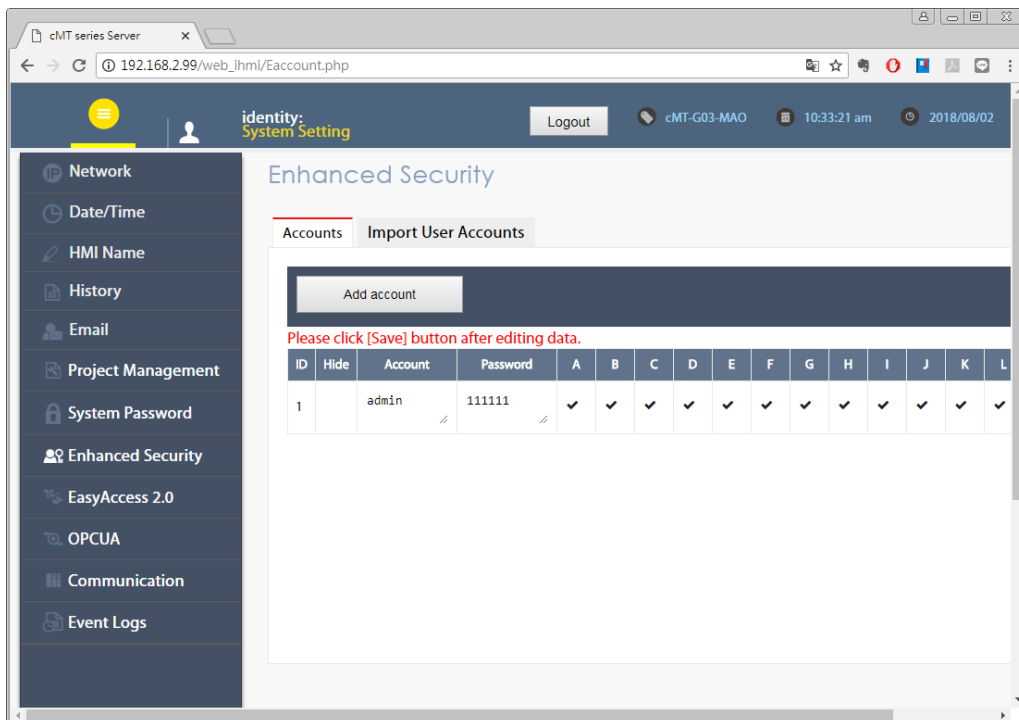 cMT series Server
192.168.2.99/web_ihmi/Eaccount.php
identity:
System Setting
Logout
cMT-G03-MAO
10:33:21 am
2018/08/02
Network
Date/Time
HMI Name
History
Email
Project Management
System Password
Enhanced Security
EasyAccess 2.0
OPCUA
Communication
Event Logs
Enhanced Security
Accounts Import User Accounts
Add account
Please click [Save] button after editing data.
ID Hide Account Password A B C D E F G H I J K L
1 admin 111111